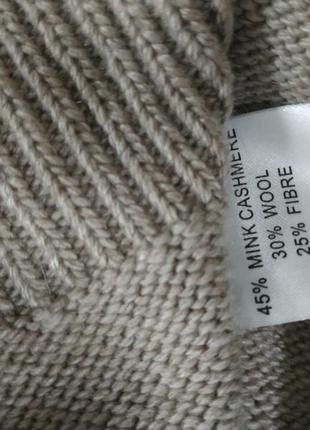 45% MINK CASHMERE
30% WOOL
25% FIBRE